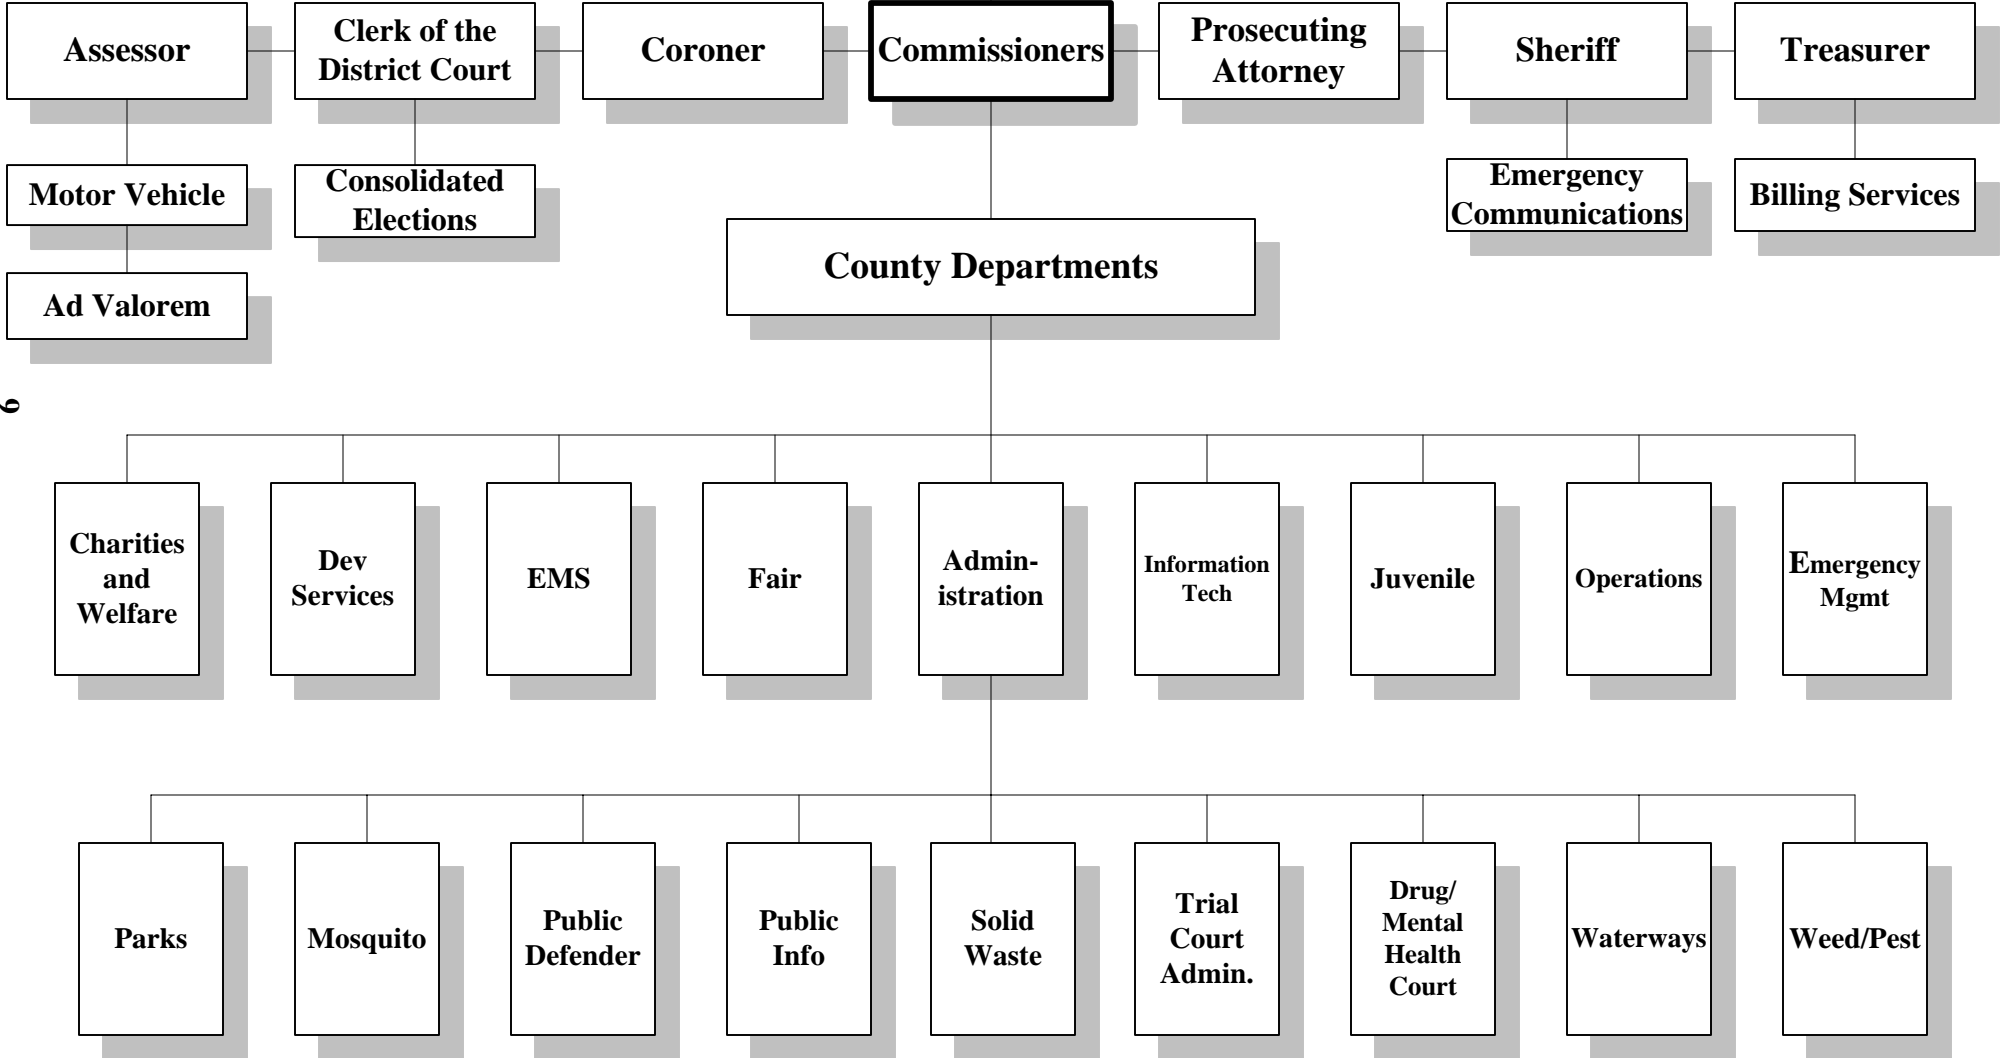 Assessor
Clerk of the
District Court
Coroner
Commissioners
Prosecuting
Attorney
Sheriff
Treasurer
Motor Vehicle
Consolidated
Elections
Emergency
Communications
Billing Services
County Departments
Ad Valorem
9
Charities
and
Welfare
Dev
Services
EMS
Fair
Admin-
istration
Information
Tech
Juvenile
Operations
Emergency
Mgmt
Parks
Mosquito
Public
Defender
Public
Info
Solid
Waste
Trial
Court
Admin.
Drug/
Mental
Health
Court
Waterways
Weed/Pest